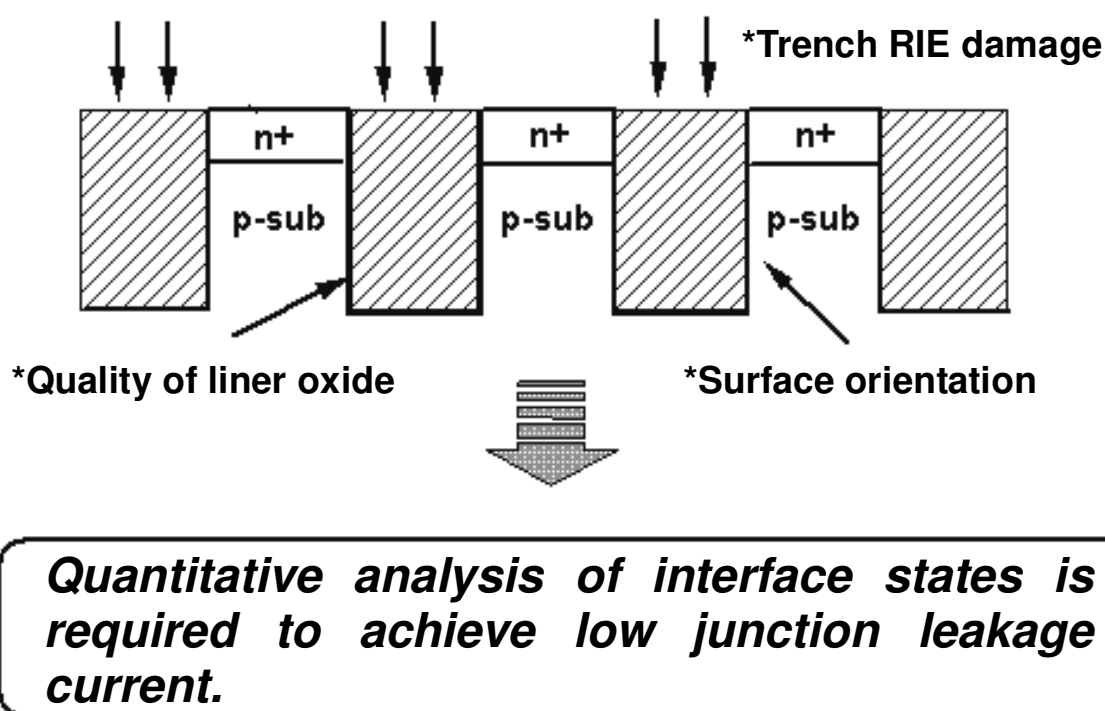 *Trench RIE damage
n+
n+
n+
p-sub
p-sub
p-sub
*Quality of liner oxide
*Surface orientation
Quantitative analysis of interface states is
required to achieve low junction leakage
current.